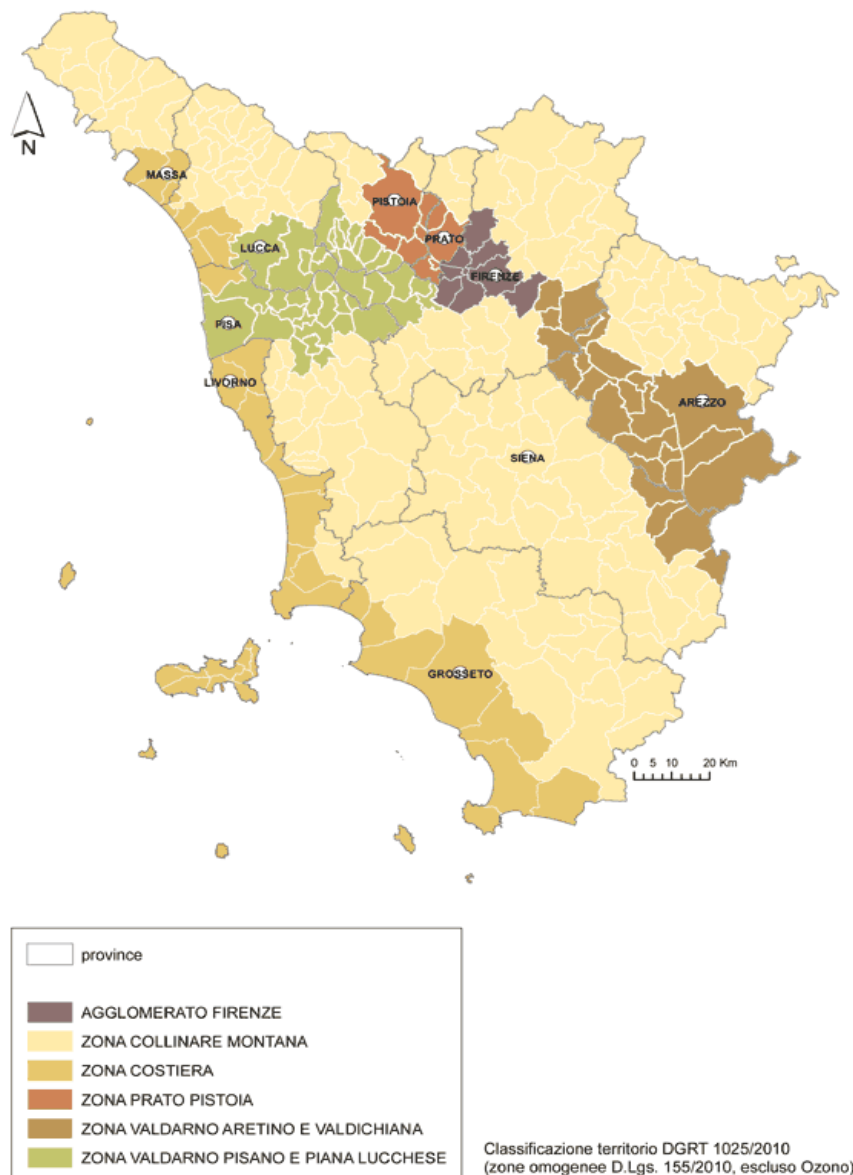 N
MASSA
PISTOIA
LUCCA
PRATO
FIRENZE
PISA
LIVORNO
AREZZO
SIENA
GROSSETO
0 5 10 20 Km
province
AGGLOMERATO FIRENZE
ZONA COLLINARE MONTANA
ZONA COSTIERA
ZONA PRATO PISTOIA
ZONA VALDARNO ARETINO E VALDICHIANA
ZONA VALDARNO PISANO E PIANA LUCCHESE
Classificazione territorio DGRT 1025/2010
(zone omogenee D.Lgs. 155/2010, escluso Ozono)